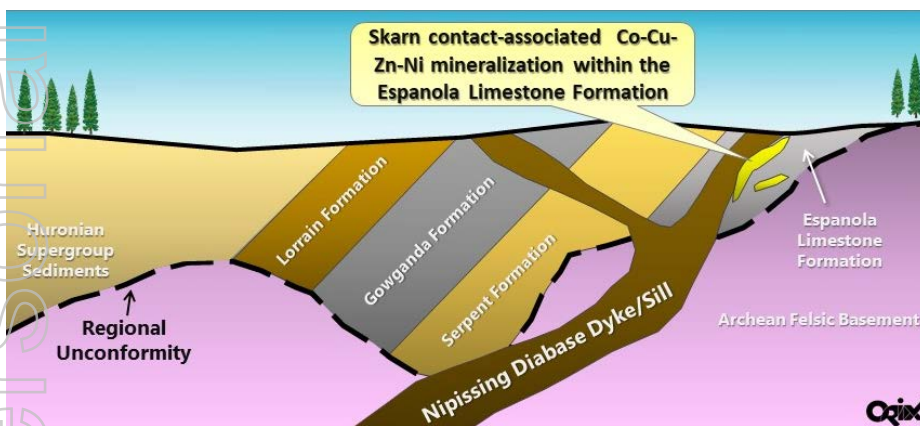 Skarn contact-associated Co-Cu-
Zn-Ni mineralization within the
Espanola Limestone Formation
Huronian
Supergroup
Sediments
Lorrain Formation
Gowganda Formation
Serpent Formation
Espanola
Limestone
Formation
Regional
Unconformity
Archean Felsic Basement
Nipissing Diabase Dyke/Sill